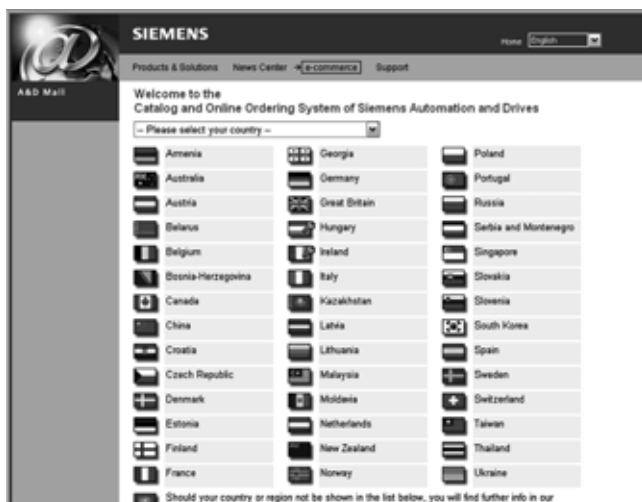 SIEMENS
Home English
Products & Solutions News Center e-commerce Support
A&D Mall
Welcome to the
Catalog and Online Ordering System of Siemens Automation and Drives
-- Please select your country --
Armenia Georgia Poland
Australia Germany Portugal
Austria Great Britain Russia
Belarus Hungary Serbia and Montenegro
Belgium Ireland Singapore
Bosnia-Herzegovina Italy Slovakia
Canada Kazakhstan Slovenia
China Latvia South Korea
Croatia Lithuania Spain
Czech Republic Malaysia Sweden
Denmark Moldavia Switzerland
Estonia Netherlands Taiwan
Finland New Zealand Thailand
France Norway Ukraine
Should your country or region not be shown in the list below, you will find further info in our